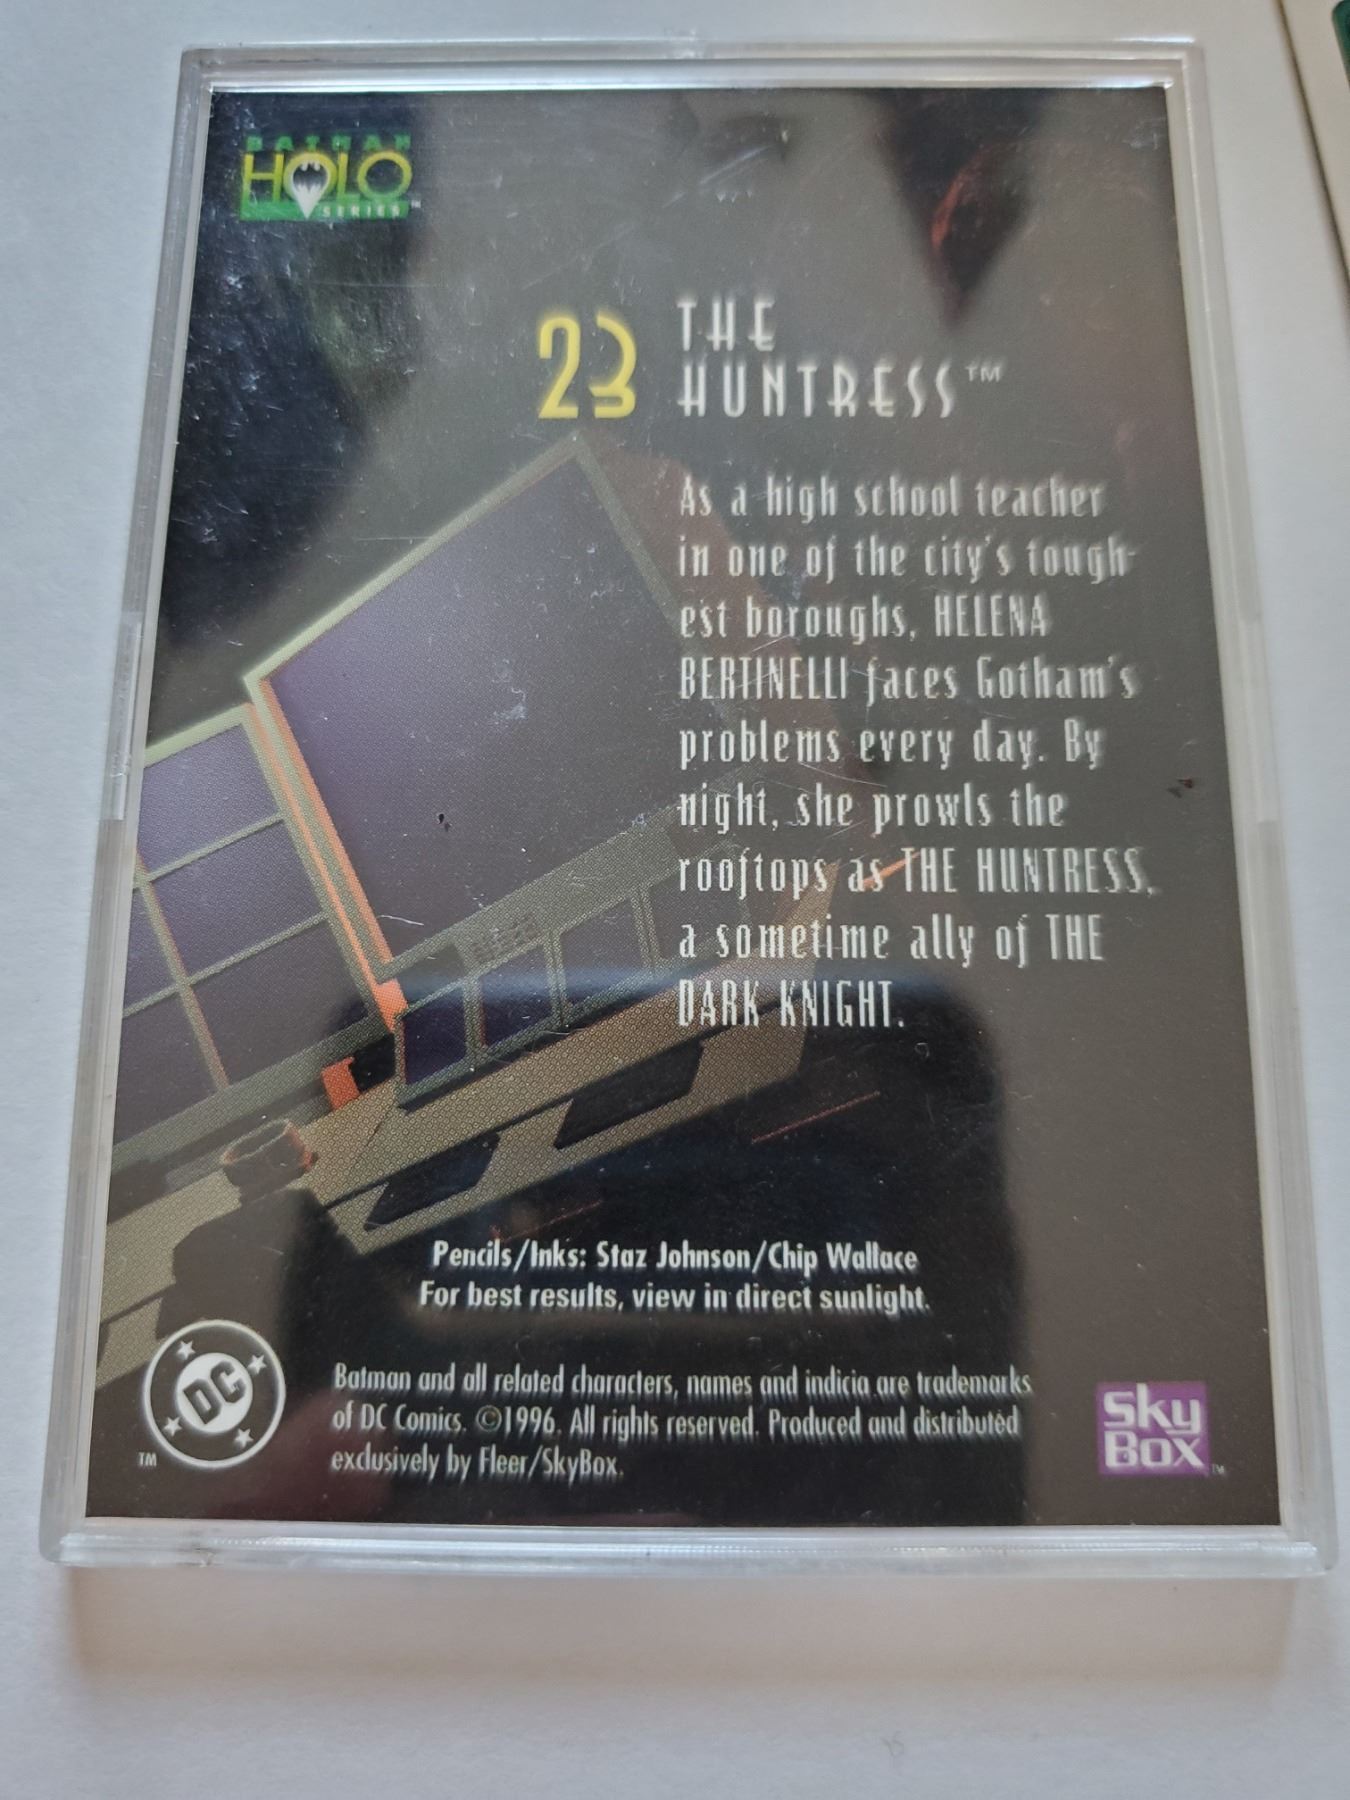 BATMAN
HOLO
SERIES™
23
THE
HUNTRESS™
As a high school teacher
in one of the city's tough-
est boroughs, HELENA
BERTINELLI faces Gotham's
problems every day. By
night, she prowls the
rooftops as THE HUNTRESS,
a sometime ally of THE
DARK KNIGHT.
Pencils/Inks: Staz Johnson/Chip Wallace
For best results, view in direct sunlight.
DC
TM
Batman and all related characters, names and indicia are trademarks
of DC Comics. ©1996. All rights reserved. Produced and distributed
exclusively by Fleer/SkyBox.
Sky
Box™